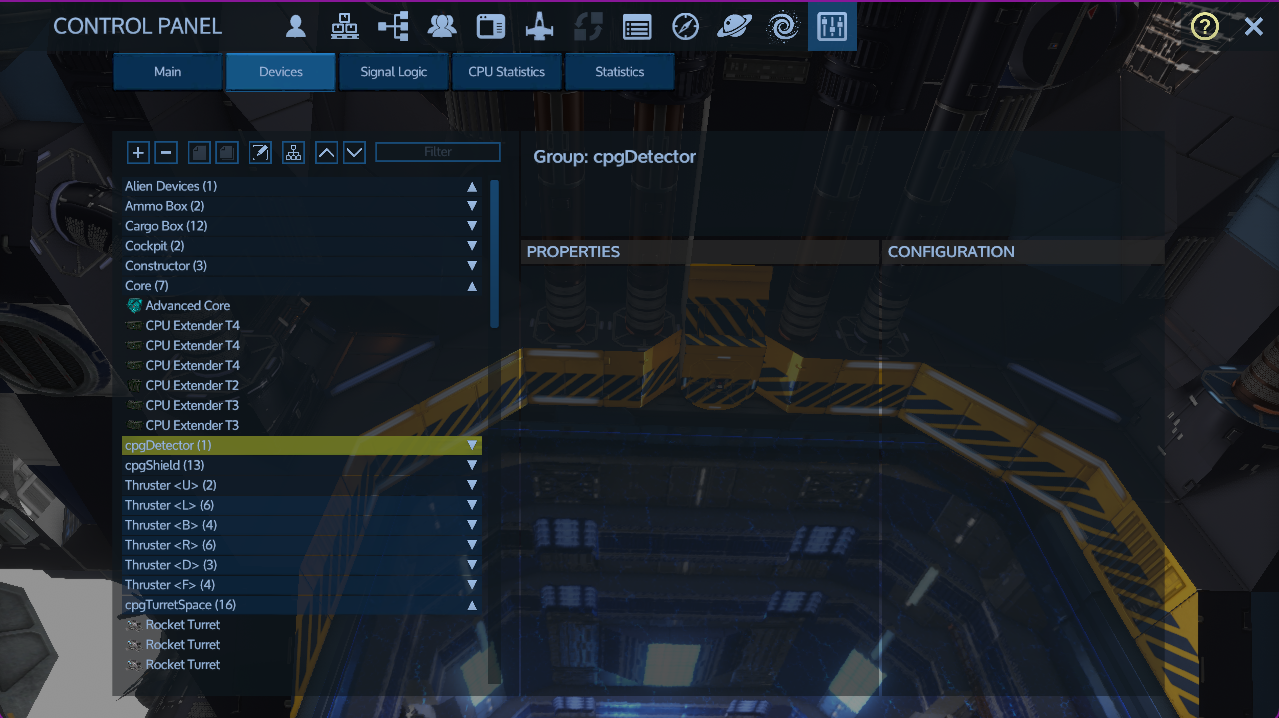 CONTROL PANEL
?
Main
Devices
Signal Logic
CPU Statistics
Statistics
Filter
Alien Devices (1)
Ammo Box (2)
Cargo Box (12)
Cockpit (2)
Constructor (3)
Core (7)
Advanced Core
CPU Extender T4
CPU Extender T4
CPU Extender T4
CPU Extender T2
CPU Extender T3
CPU Extender T3
cpgDetector (1)
cpgShield (13)
Thruster <U> (2)
Thruster <L> (6)
Thruster <B> (4)
Thruster <R> (6)
Thruster <D> (3)
Thruster <F> (4)
cpgTurretSpace (16)
Rocket Turret
Rocket Turret
Rocket Turret
Group: cpgDetector
PROPERTIES
CONFIGURATION